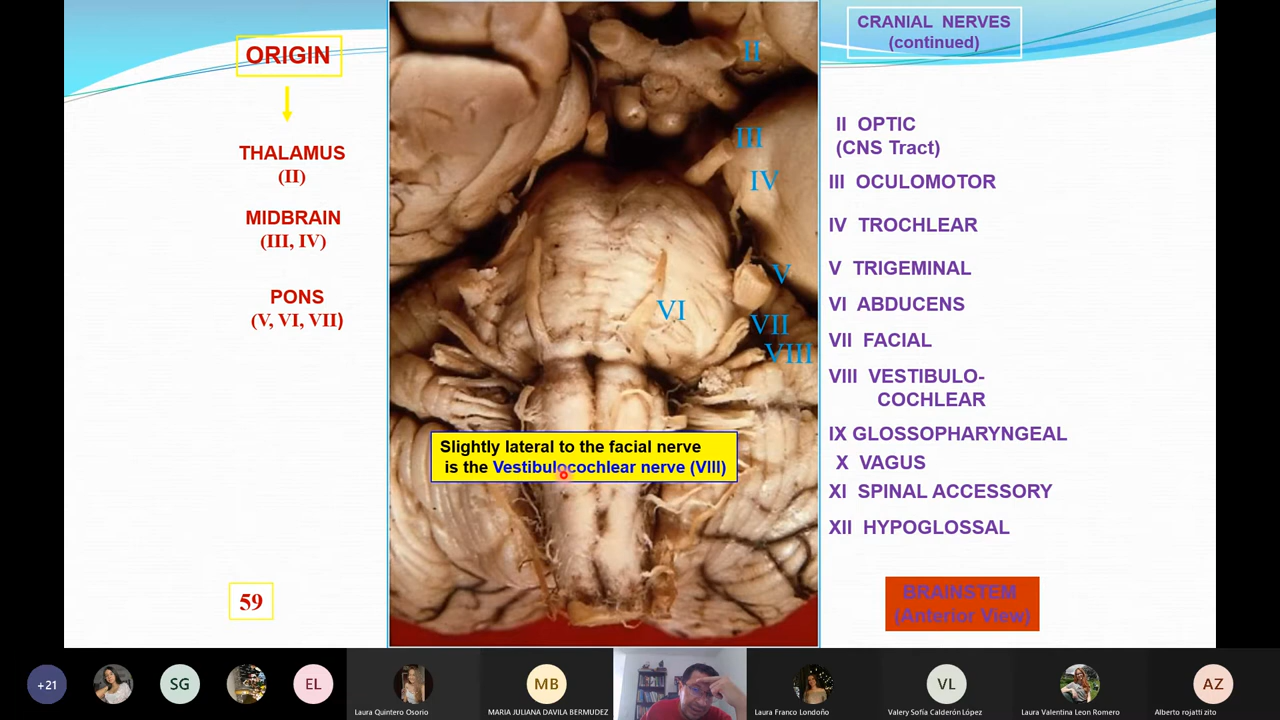 ORIGIN
THALAMUS
(II)
MIDBRAIN
(III, IV)
PONS
(V, VI, VII)
59
II
III
IV
V
VI
VII
VIII
Slightly lateral to the facial nerve
is the Vestibulocochlear nerve (VIII)
CRANIAL NERVES
(continued)
II OPTIC
(CNS Tract)
III OCULOMOTOR
IV TROCHLEAR
V TRIGEMINAL
VI ABDUCENS
VII FACIAL
VIII VESTIBULO-
COCHLEAR
IX GLOSSOPHARYNGEAL
X VAGUS
XI SPINAL ACCESSORY
XII HYPOGLOSSAL
BRAINSTEM
(Anterior View)
+21
SG
EL
Laura Quintero Osorio
MB
MARIA JULIANA DAVILA BERMUDEZ
Laura Franco Londoño
VL
Valery Sofía Calderón López
Laura Valentina Leon Romero
AZ
Alberto rojatti zito